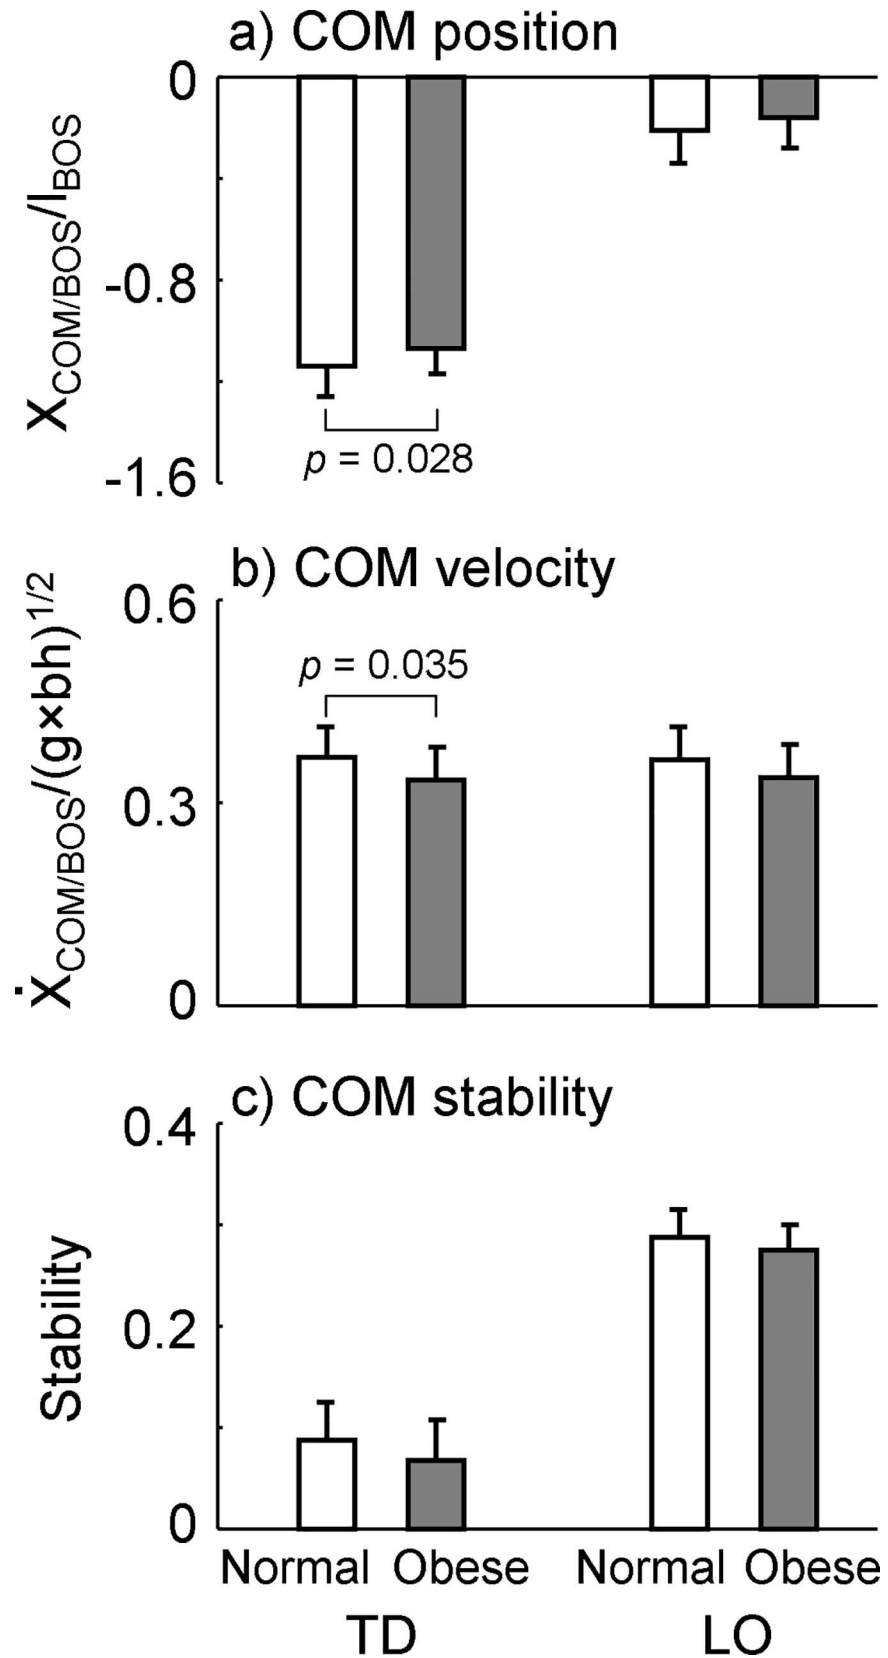 a) COM position
0
-0.8
-1.6
X_COM/BOS/l_BOS
p = 0.028
b) COM velocity
0.6
0.3
0
Ẋ_COM/BOS/(g×bh)^1/2
p = 0.035
c) COM stability
0.4
0.2
0
Stability
Normal Obese Normal Obese
TD LO